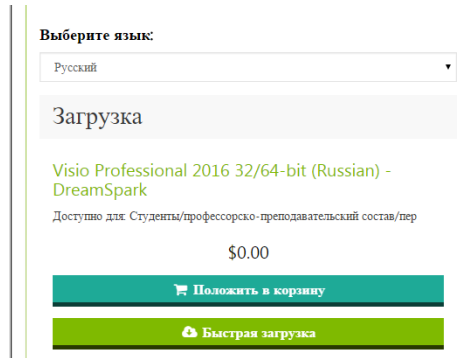 Выберите язык:
Русский
Загрузка
Visio Professional 2016 32/64-bit (Russian) -
DreamSpark
Доступно для: Студенты/профессорско-преподавательский состав/пер
$0.00
Положить в корзину
Быстрая загрузка